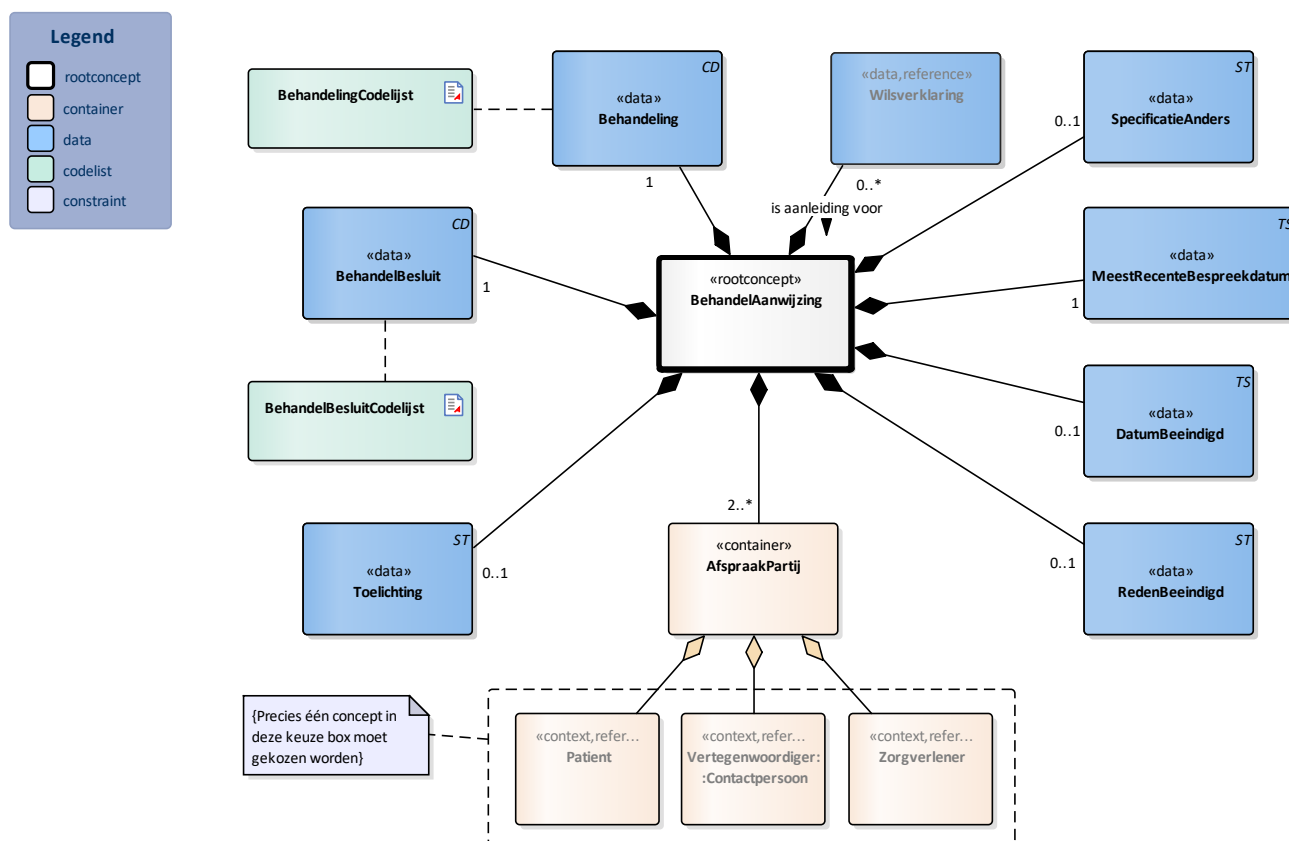 Legend
rootconcept
container
data
codelist
constraint
BehandelingCodelijst
CD
«data»
Behandeling
1
«data,reference»
Wilsverklaring
0..*
is aanleiding voor
ST
«data»
SpecificatieAnders
0..1
CD
«data»
BehandelBesluit
1
«rootconcept»
BehandelAanwijzing
TS
«data»
MeestRecenteBespreekdatum
1
BehandelBesluitCodelijst
TS
«data»
DatumBeeindigd
0..1
ST
«data»
Toelichting
0..1
2..*
«container»
AfspraakPartij
ST
«data»
RedenBeeindigd
0..1
{Precies één concept in
deze keuze box moet
gekozen worden}
«context,refer...
Patient
«context,refer...
Vertegenwoordiger:
:Contactpersoon
«context,refer...
Zorgverlener